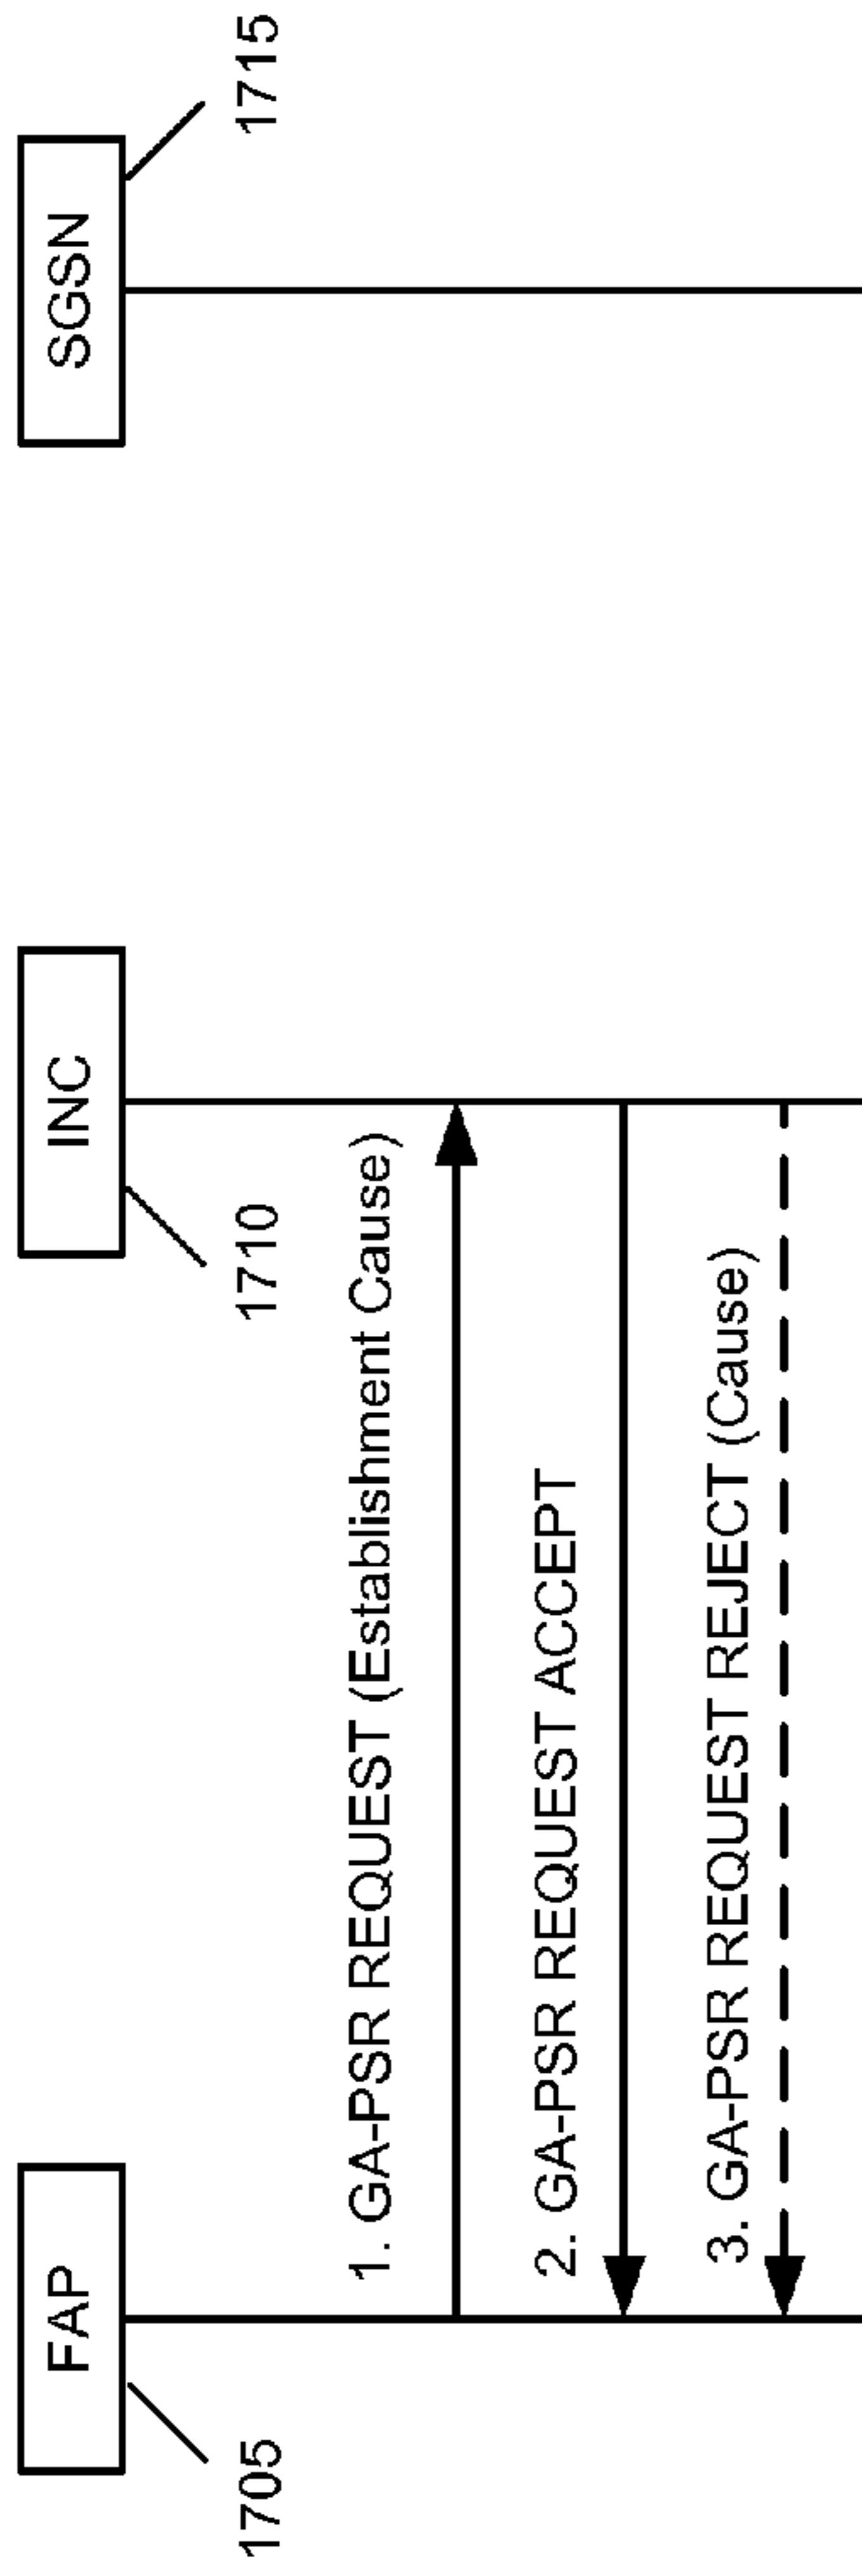 FAP
INC
SGSN
1705
1710
1715
1. GA-PSR REQUEST (Establishment Cause)
2. GA-PSR REQUEST ACCEPT
3. GA-PSR REQUEST REJECT (Cause)